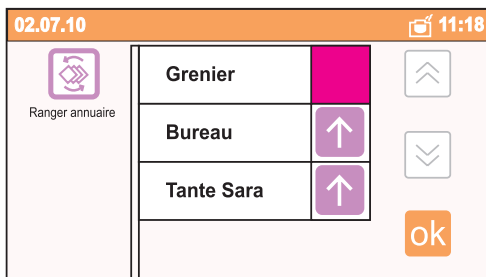 02.07.10 11:18
Ranger annuaire
Grenier
Bureau
Tante Sara
ok